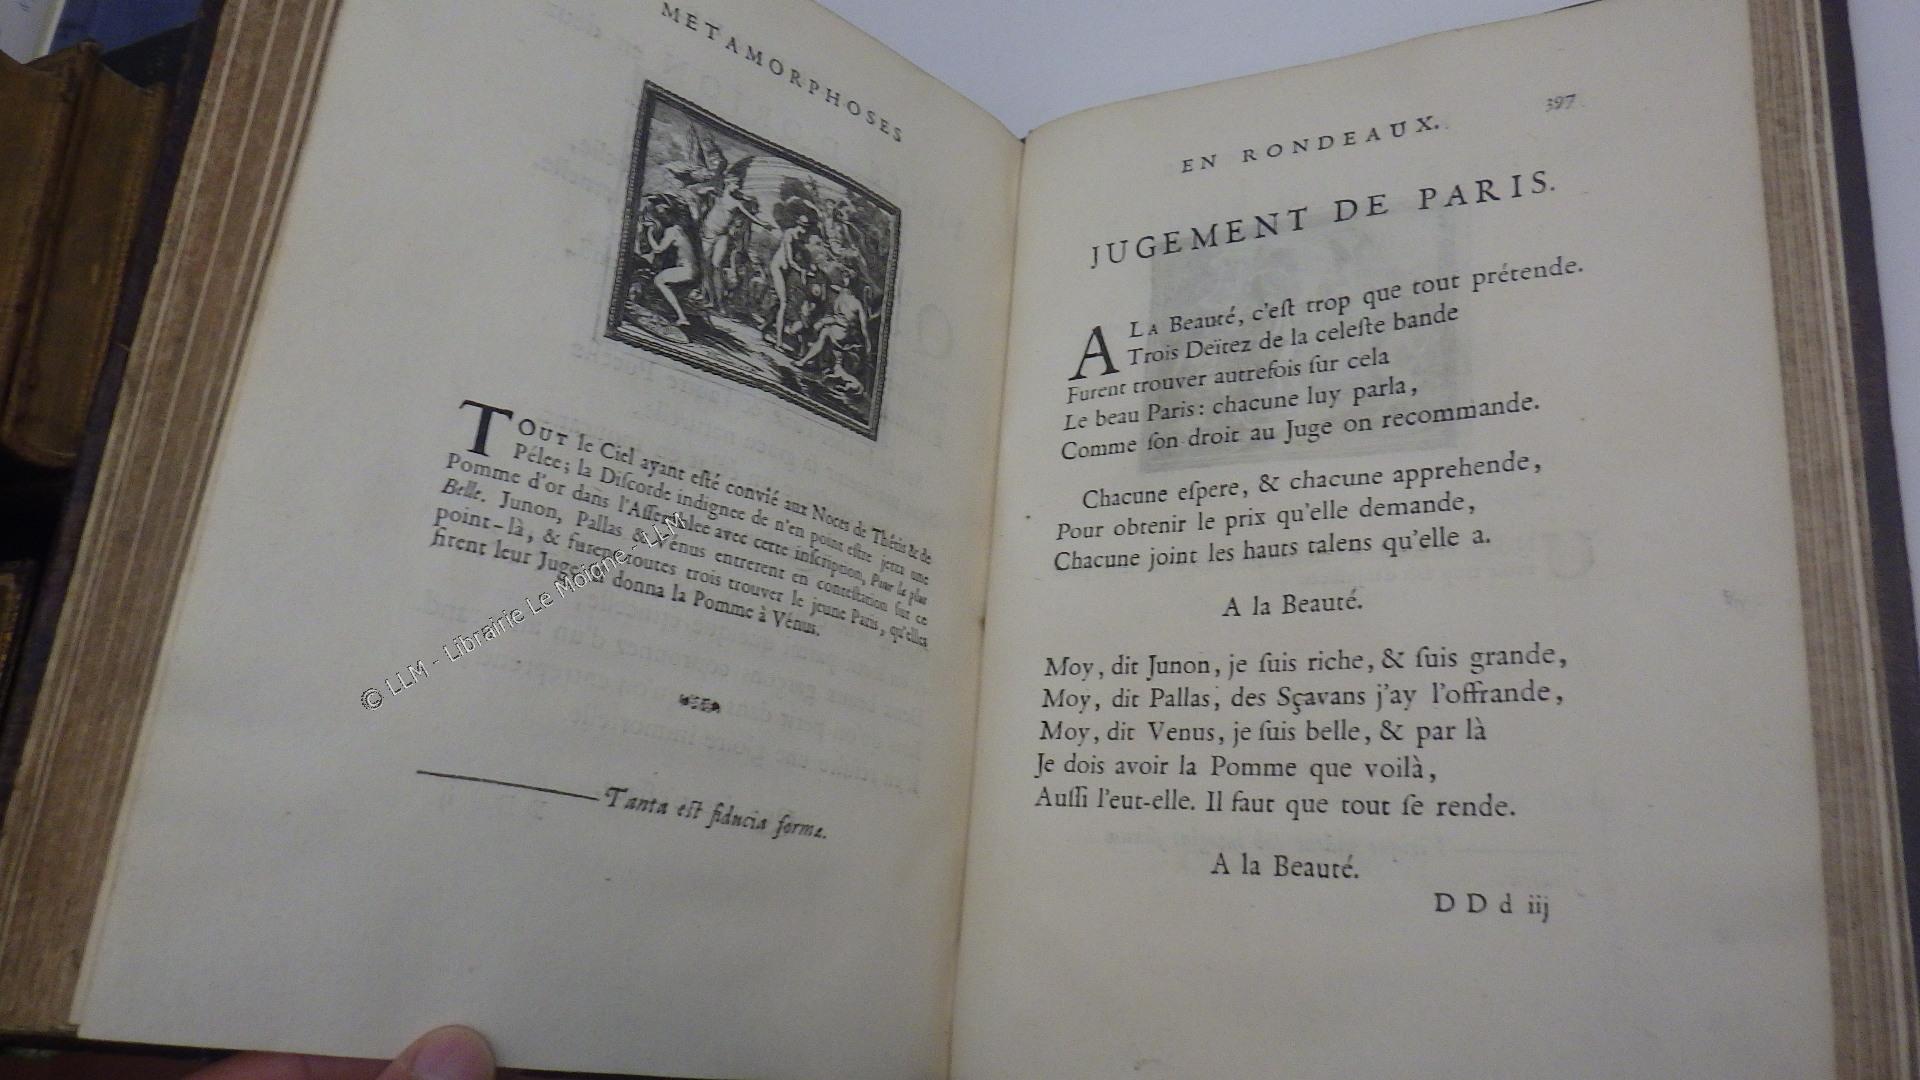 METAMORPHOSES
TOUT le Ciel ayant eſté convié aux Noces de Thétis & de
Pélee; la Diſcorde indignee de n'en point eſtre jetta une
Pomme d'or dans l'Aſſemblee avec cette inſcription, Pour la plus
Belle. Junon, Pallas & Vénus entrerent en conteſtation ſur ce
point-là, & furent toutes trois trouver le jeune Paris, qu'elles
firent leur Juge, donna la Pomme à Vénus.
Tanta eſt fiducia formæ.
© LLM - Librairie Le Moigne - LLM
EN RONDEAUX. 397
JUGEMENT DE PARIS.
A LA Beauté, c'eſt trop que tout prétende.
Trois Deïtez de la celeſte bande
Furent trouver autrefois ſur cela
Le beau Paris: chacune luy parla,
Comme ſon droit au Juge on recommande.
Chacune eſpere, & chacune apprehende,
Pour obtenir le prix qu'elle demande,
Chacune joint les hauts talens qu'elle a.
A la Beauté.
Moy, dit Junon, je ſuis riche, & ſuis grande,
Moy, dit Pallas, des Sçavans j'ay l'offrande,
Moy, dit Venus, je ſuis belle, & par là
Je dois avoir la Pomme que voilà,
Auſſi l'eut-elle. Il faut que tout ſe rende.
A la Beauté.
D D d iij